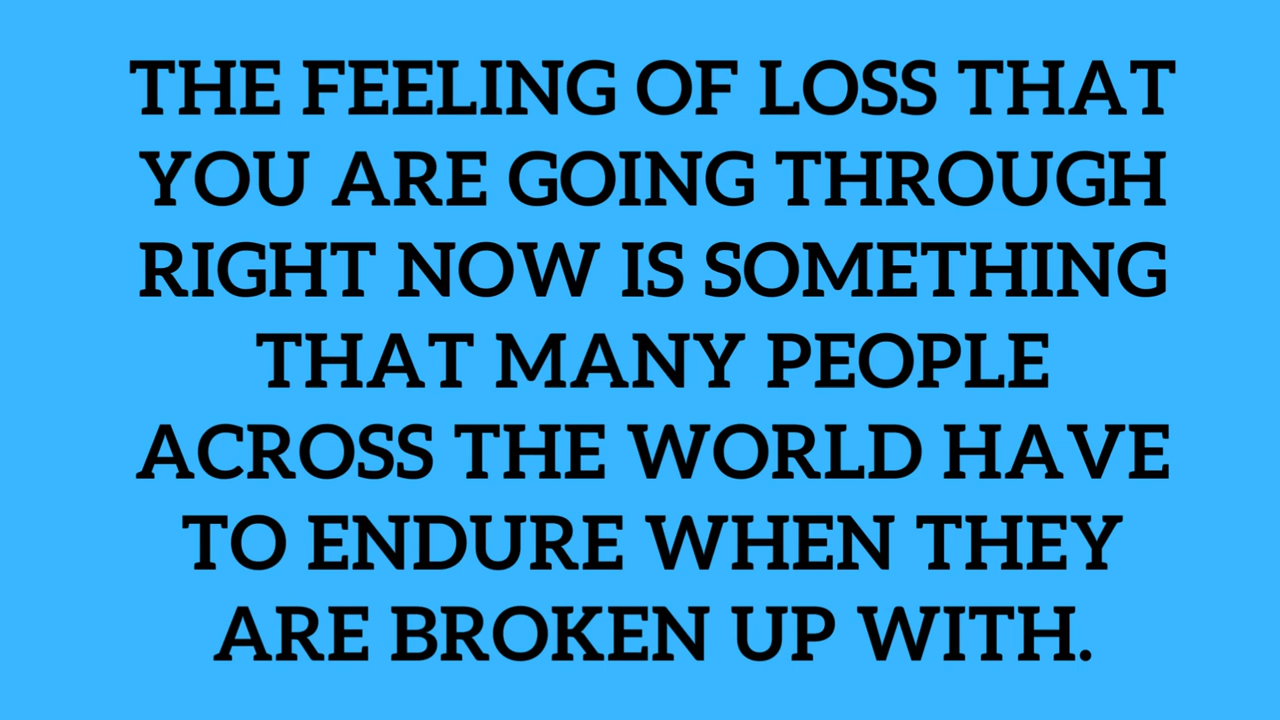 THE FEELING OF LOSS THAT
YOU ARE GOING THROUGH
RIGHT NOW IS SOMETHING
THAT MANY PEOPLE
ACROSS THE WORLD HAVE
TO ENDURE WHEN THEY
ARE BROKEN UP WITH.